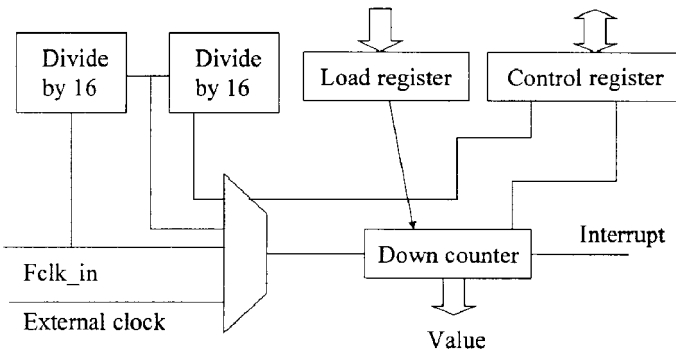 Divide
by 16
Divide
by 16
Load register
Control register
Fclk_in
External clock
Down counter
Interrupt
Value